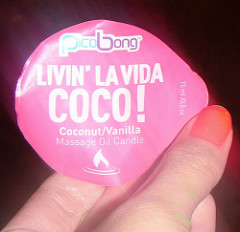 PicoBong
LIVIN' LA VIDA
COCO!
Coconut/Vanilla
Massage Oil Candle